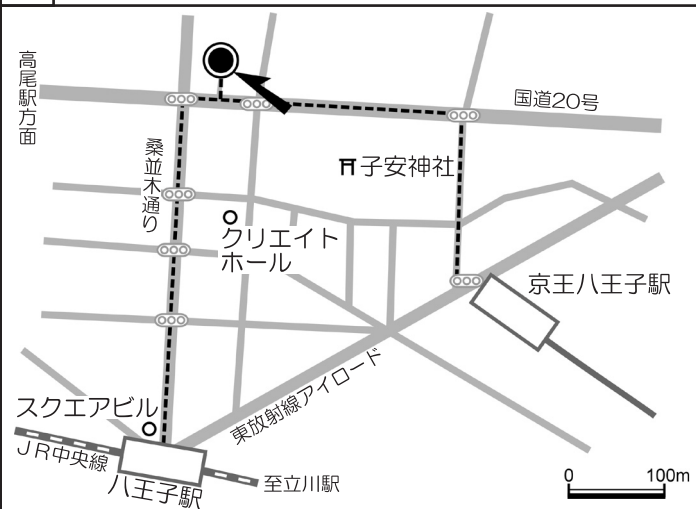 高尾駅方面
国道20号
桑並木通り
子安神社
クリエイト
ホール
京王八王子駅
東放射線アイロード
スクエアビル
JR中央線
八王子駅
至立川駅
0 100m